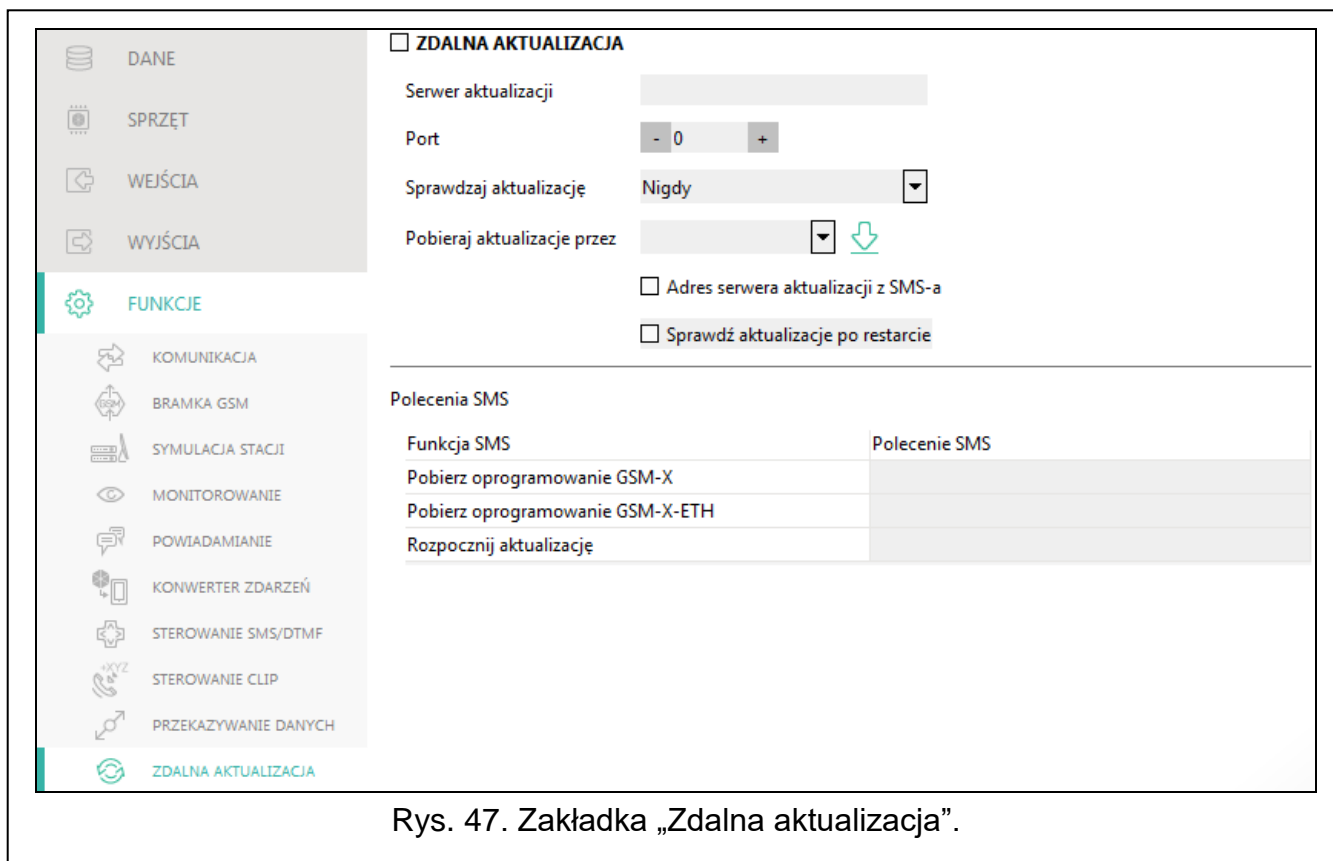 DANE
SPRZĘT
WEJŚCIA
WYJŚCIA
FUNKCJE
KOMUNIKACJA
GSM
BRAMKA GSM
SYMULACJA STACJI
MONITOROWANIE
POWIADAMIANIE
KONWERTER ZDARZEŃ
STEROWANIE SMS/DTMF
+XYZ
STEROWANIE CLIP
PRZEKAZYWANIE DANYCH
ZDALNA AKTUALIZACJA
ZDALNA AKTUALIZACJA
Serwer aktualizacji
Port - 0 +
Sprawdzaj aktualizację Nigdy
Pobieraj aktualizacje przez
Adres serwera aktualizacji z SMS-a
Sprawdź aktualizacje po restarcie
Polecenia SMS
Funkcja SMS Polecenie SMS
Pobierz oprogramowanie GSM-X
Pobierz oprogramowanie GSM-X-ETH
Rozpocznij aktualizację
Rys. 47. Zakładka „Zdalna aktualizacja”.